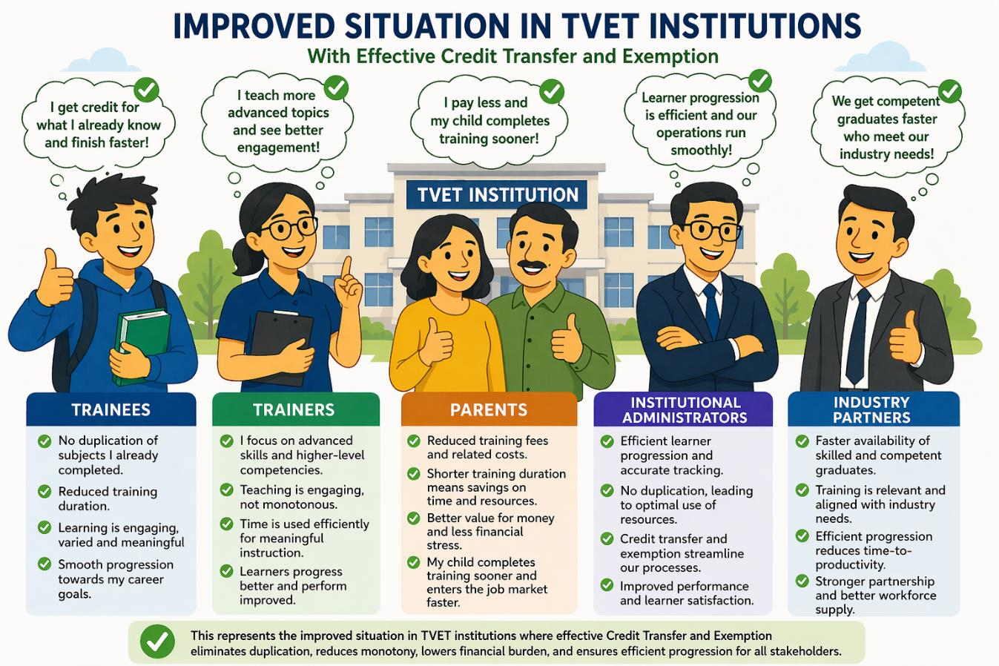 IMPROVED SITUATION IN TVET INSTITUTIONS
With Effective Credit Transfer and Exemption
I get credit for
what I already know
and finish faster!
I teach more
advanced topics
and see better
engagement!
I pay less and
my child completes
training sooner!
Learner progression
is efficient and our
operations run
smoothly!
We get competent
graduates faster
who meet our
industry needs!
TVET INSTITUTION
TRAINEES
No duplication of
subjects I already
completed.
Reduced training
duration.
Learning is engaging,
varied and meaningful
Smooth progression
towards my career
goals.
TRAINERS
I focus on advanced
skills and higher-level
competencies.
Teaching is engaging,
not monotonous.
Time is used efficiently
for meaningful
instruction.
Learners progress
better and perform
improved.
PARENTS
Reduced training fees
and related costs.
Shorter training duration
means savings on
time and resources.
Better value for money
and less financial
stress.
My child completes
training sooner and
enters the job market
faster.
INSTITUTIONAL
ADMINISTRATORS
Efficient learner
progression and
accurate tracking.
No duplication, leading
to optimal use of
resources.
Credit transfer and
exemption streamline
our processes.
Improved performance
and learner satisfaction.
INDUSTRY
PARTNERS
Faster availability of
skilled and competent
graduates.
Training is relevant and
aligned with industry
needs.
Efficient progression
reduces time-to-
productivity.
Stronger partnership
and better workforce
supply.
This represents the improved situation in TVET institutions where effective Credit Transfer and Exemption
eliminates duplication, reduces monotony, lowers financial burden, and ensures efficient progression for all stakeholders.